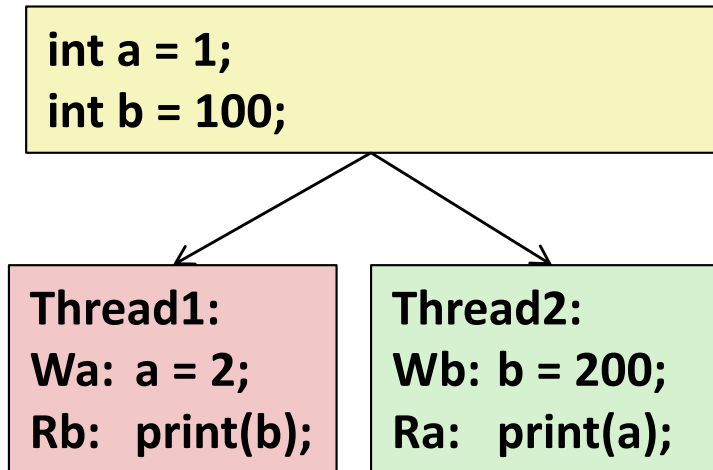 int a = 1;
int b = 100;
Thread1:
Wa: a = 2;
Rb: print(b);
Thread2:
Wb: b = 200;
Ra: print(a);